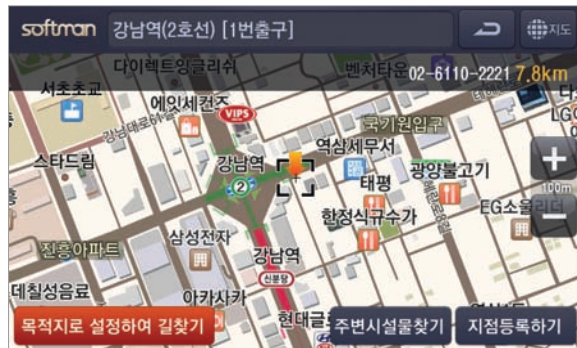 softman 강남역(2호선) [1번출구] 지도
02-6110-2221 7.8km
다이렉트잉글리쉬
벤처타운
서초초교
에잇세컨즈
강남대로61길
VIPS
국기원입구
스타드림
강남역
역삼세무서
2
태평
광양불고기
100m
한정식규수가
EG소울리더
진흥아파트
삼성전자
강남역
신분당
데칠성음료
아카사카
현대글
목적지로 설정하여 길찾기
주변시설물찾기
지점등록하기